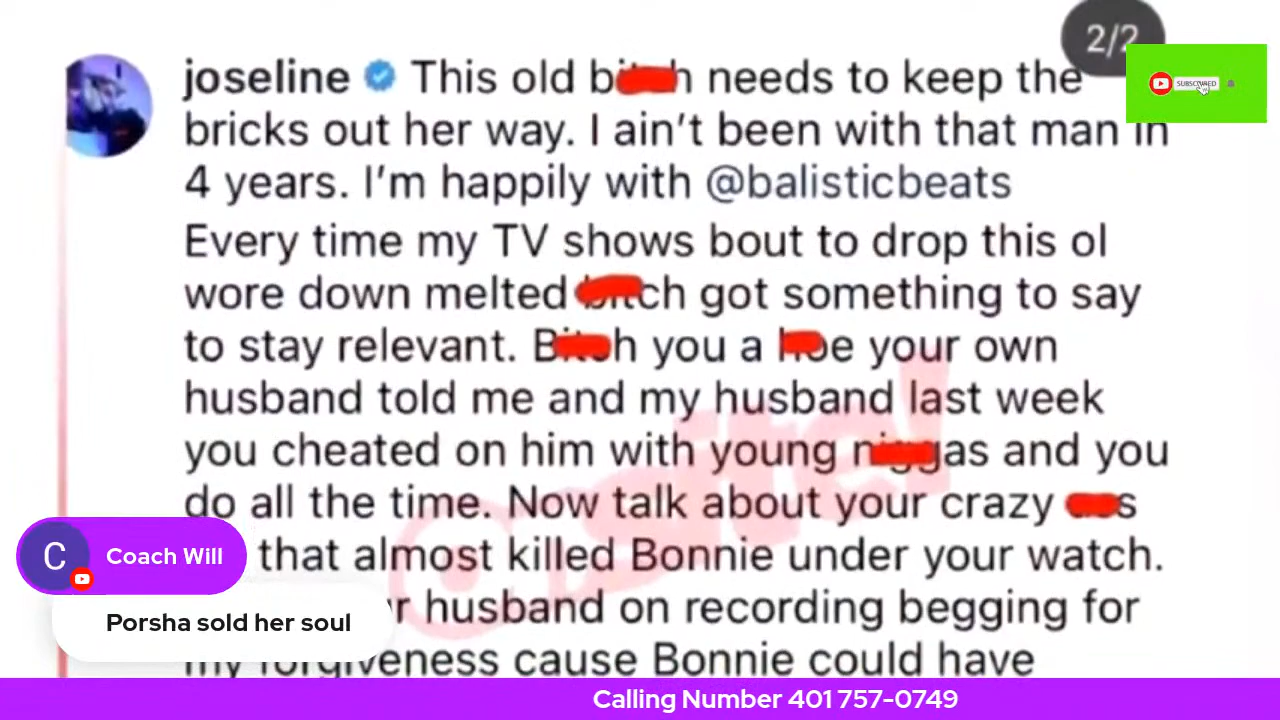 2/2
joseline This old b h needs to keep the
SUBSCRIBED
bricks out her way. I ain't been with that man in
4 years. I'm happily with @balisticbeats
Every time my TV shows bout to drop this ol
wore down melted ch got something to say
to stay relevant. B h you a e your own
husband told me and my husband last week
you cheated on him with young n gas and you
do all the time. Now talk about your crazy s
that almost killed Bonnie under your watch.
r husband on recording begging for
my forgiveness cause Bonnie could have
C Coach Will
Porsha sold her soul
Calling Number 401 757-0749